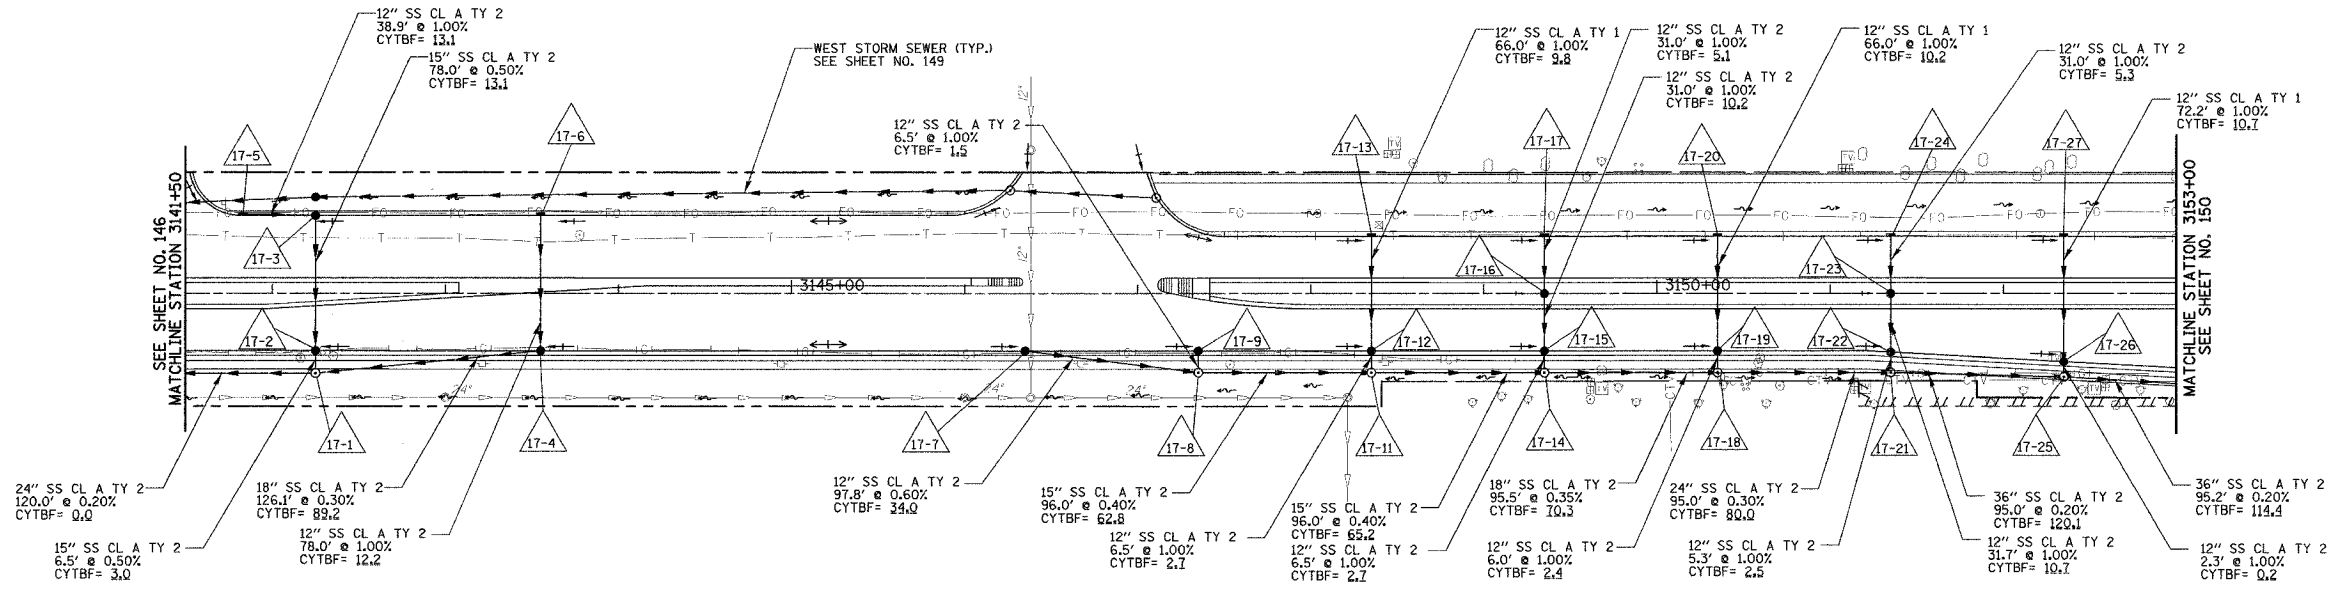 12" SS CL A TY 2
38.9' @ 1.00%
CYTBF= 13.1
15" SS CL A TY 2
78.0' @ 0.50%
CYTBF= 13.1
WEST STORM SEWER (TYP.)
SEE SHEET NO. 149
12" SS CL A TY 2
6.5' @ 1.00%
CYTBF= 1.5
12" SS CL A TY 1
66.0' @ 1.00%
CYTBF= 9.8
12" SS CL A TY 2
31.0' @ 1.00%
CYTBF= 5.1
12" SS CL A TY 2
31.0' @ 1.00%
CYTBF= 10.2
12" SS CL A TY 1
66.0' @ 1.00%
CYTBF= 10.2
12" SS CL A TY 2
31.0' @ 1.00%
CYTBF= 5.3
12" SS CL A TY 1
72.2' @ 1.00%
CYTBF= 10.7
12"
17-5
17-6
17-13
17-17
17-20
17-24
17-27
SEE SHEET NO. 146
MATCHLINE STATION 3141+50
17-3
12"
17-16
17-23
3145+00
3150+00
MATCHLINE STATION 3153+00
SEE SHEET NO. 150
17-2
17-9
17-12
17-15
17-19
17-22
17-26
24"
24"
24"
17-1
17-4
17-7
17-8
17-11
17-14
17-18
17-21
17-25
24" SS CL A TY 2
120.0' @ 0.20%
CYTBF= 0.0
15" SS CL A TY 2
6.5' @ 0.50%
CYTBF= 3.0
18" SS CL A TY 2
126.1' @ 0.30%
CYTBF= 89.2
12" SS CL A TY 2
78.0' @ 1.00%
CYTBF= 12.2
12" SS CL A TY 2
97.8' @ 0.60%
CYTBF= 34.0
15" SS CL A TY 2
96.0' @ 0.40%
CYTBF= 62.8
12" SS CL A TY 2
6.5' @ 1.00%
CYTBF= 2.7
15" SS CL A TY 2
96.0' @ 0.40%
CYTBF= 65.2
12" SS CL A TY 2
6.5' @ 1.00%
CYTBF= 2.7
18" SS CL A TY 2
95.5' @ 0.35%
CYTBF= 70.3
12" SS CL A TY 2
6.0' @ 1.00%
CYTBF= 2.4
24" SS CL A TY 2
95.0' @ 0.30%
CYTBF= 80.0
12" SS CL A TY 2
5.3' @ 1.00%
CYTBF= 2.5
36" SS CL A TY 2
95.0' @ 0.20%
CYTBF= 120.1
12" SS CL A TY 2
31.7' @ 1.00%
CYTBF= 10.7
36" SS CL A TY 2
95.2' @ 0.20%
CYTBF= 114.4
12" SS CL A TY 2
2.3' @ 1.00%
CYTBF= 0.2